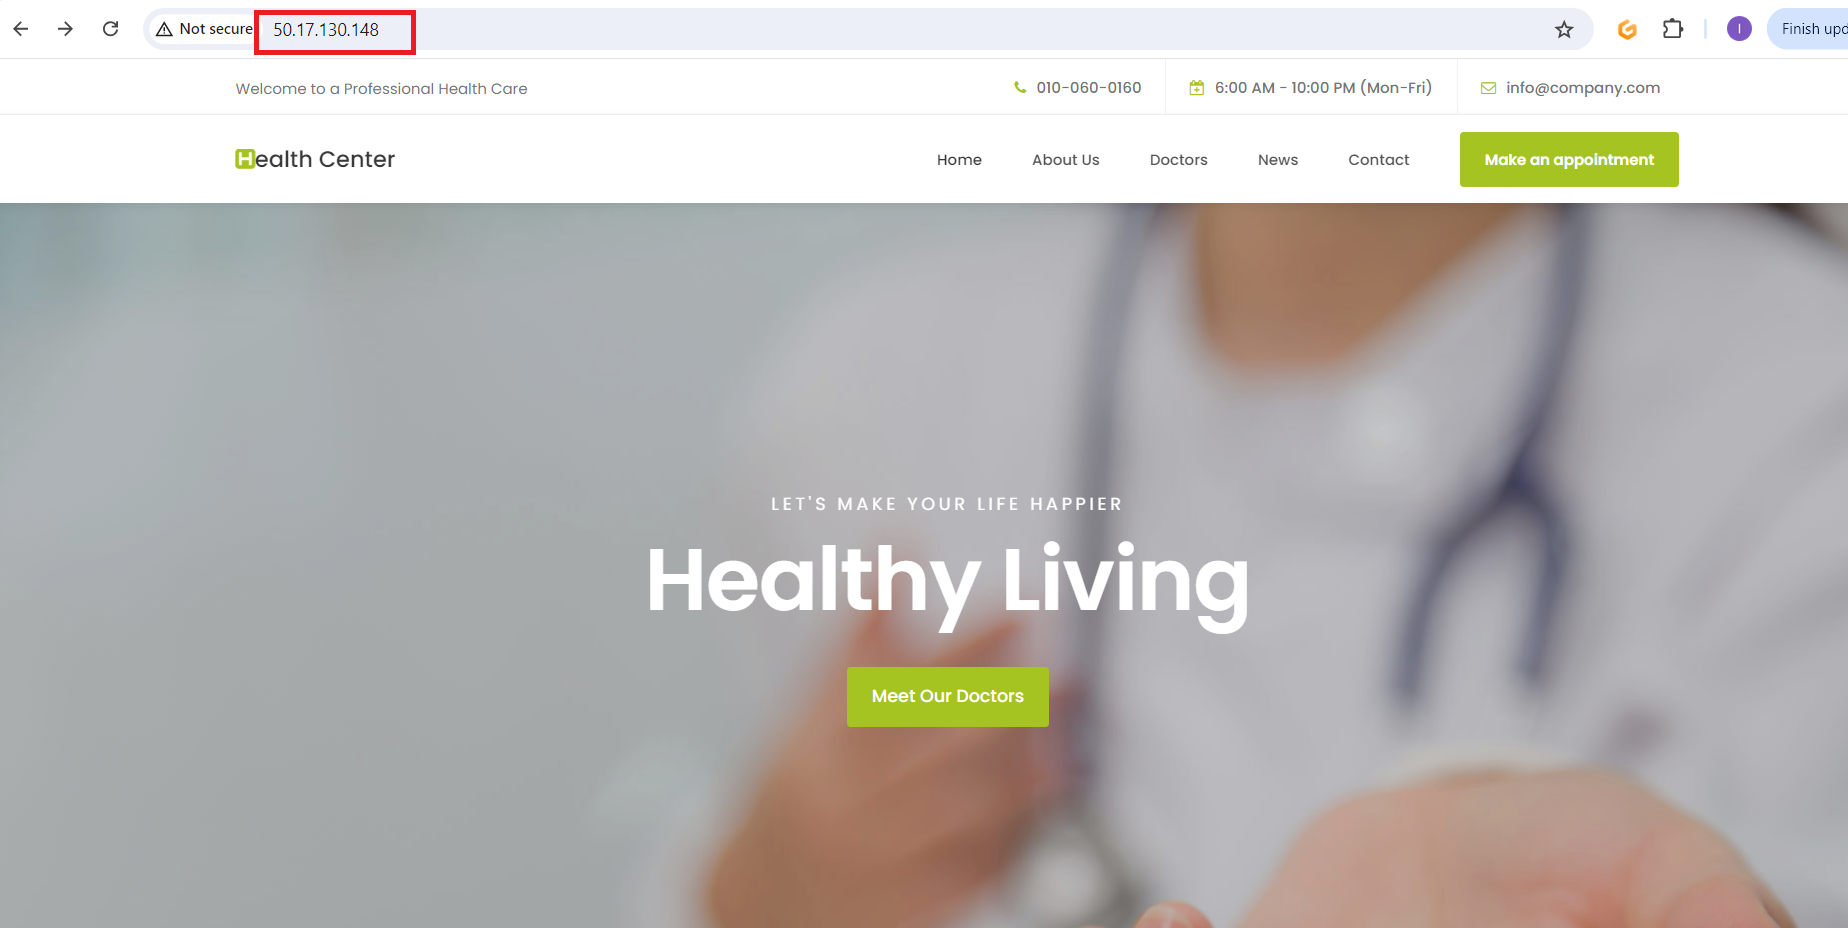 Not secure 50.17.130.148 I Finish upd
Welcome to a Professional Health Care 010-060-0160 6:00 AM - 10:00 PM (Mon-Fri) info@company.com
Health Center Home About Us Doctors News Contact Make an appointment
LET'S MAKE YOUR LIFE HAPPIER
Healthy Living
Meet Our Doctors